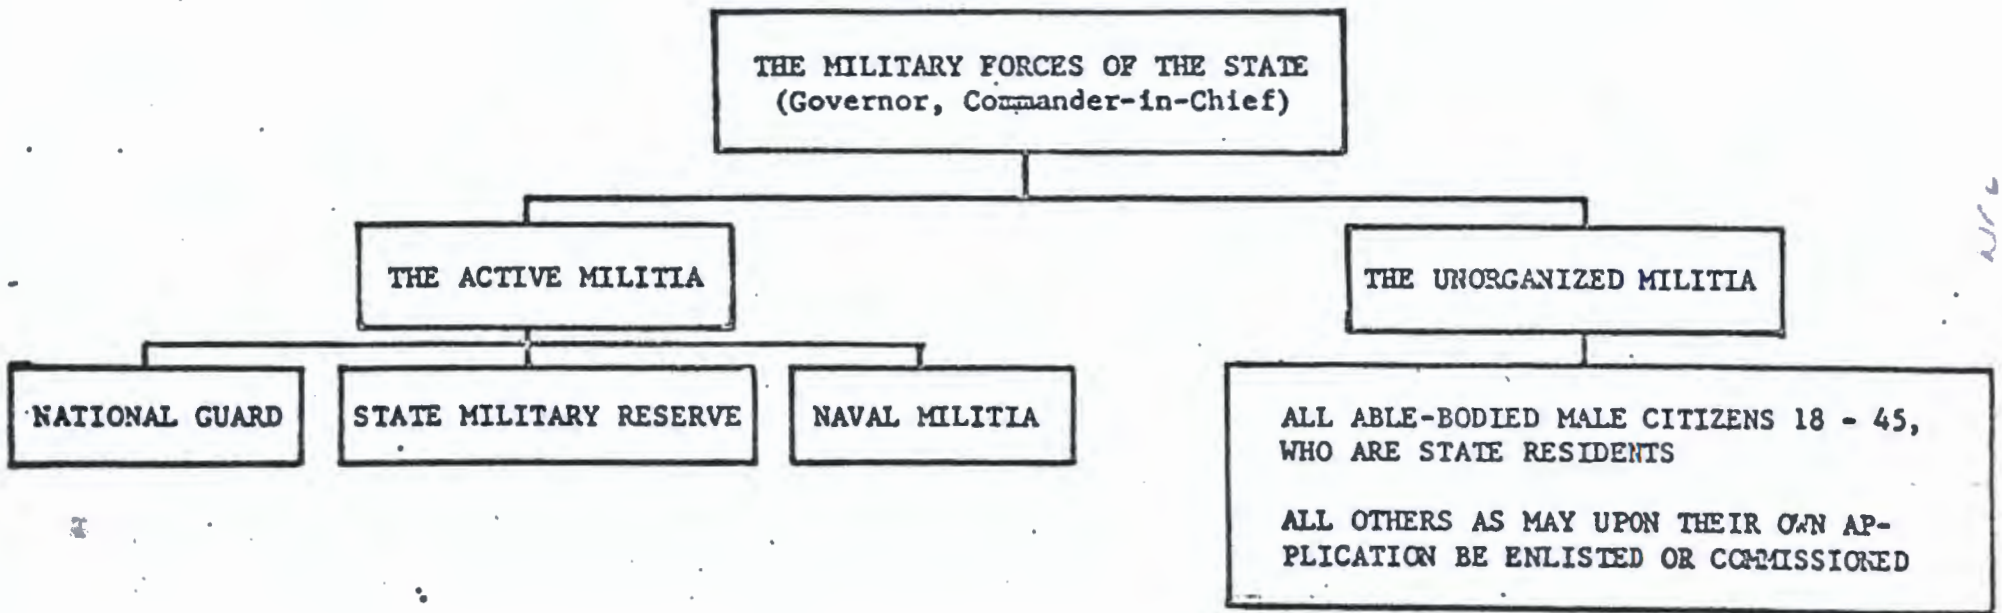 THE MILITARY FORCES OF THE STATE
(Governor, Commander-in-Chief)
THE ACTIVE MILITIA
THE UNORGANIZED MILITIA
NATIONAL GUARD
STATE MILITARY RESERVE
NAVAL MILITIA
ALL ABLE-BODIED MALE CITIZENS 18 - 45,
WHO ARE STATE RESIDENTS
ALL OTHERS AS MAY UPON THEIR OWN AP-
PLICATION BE ENLISTED OR COMMISSIONED